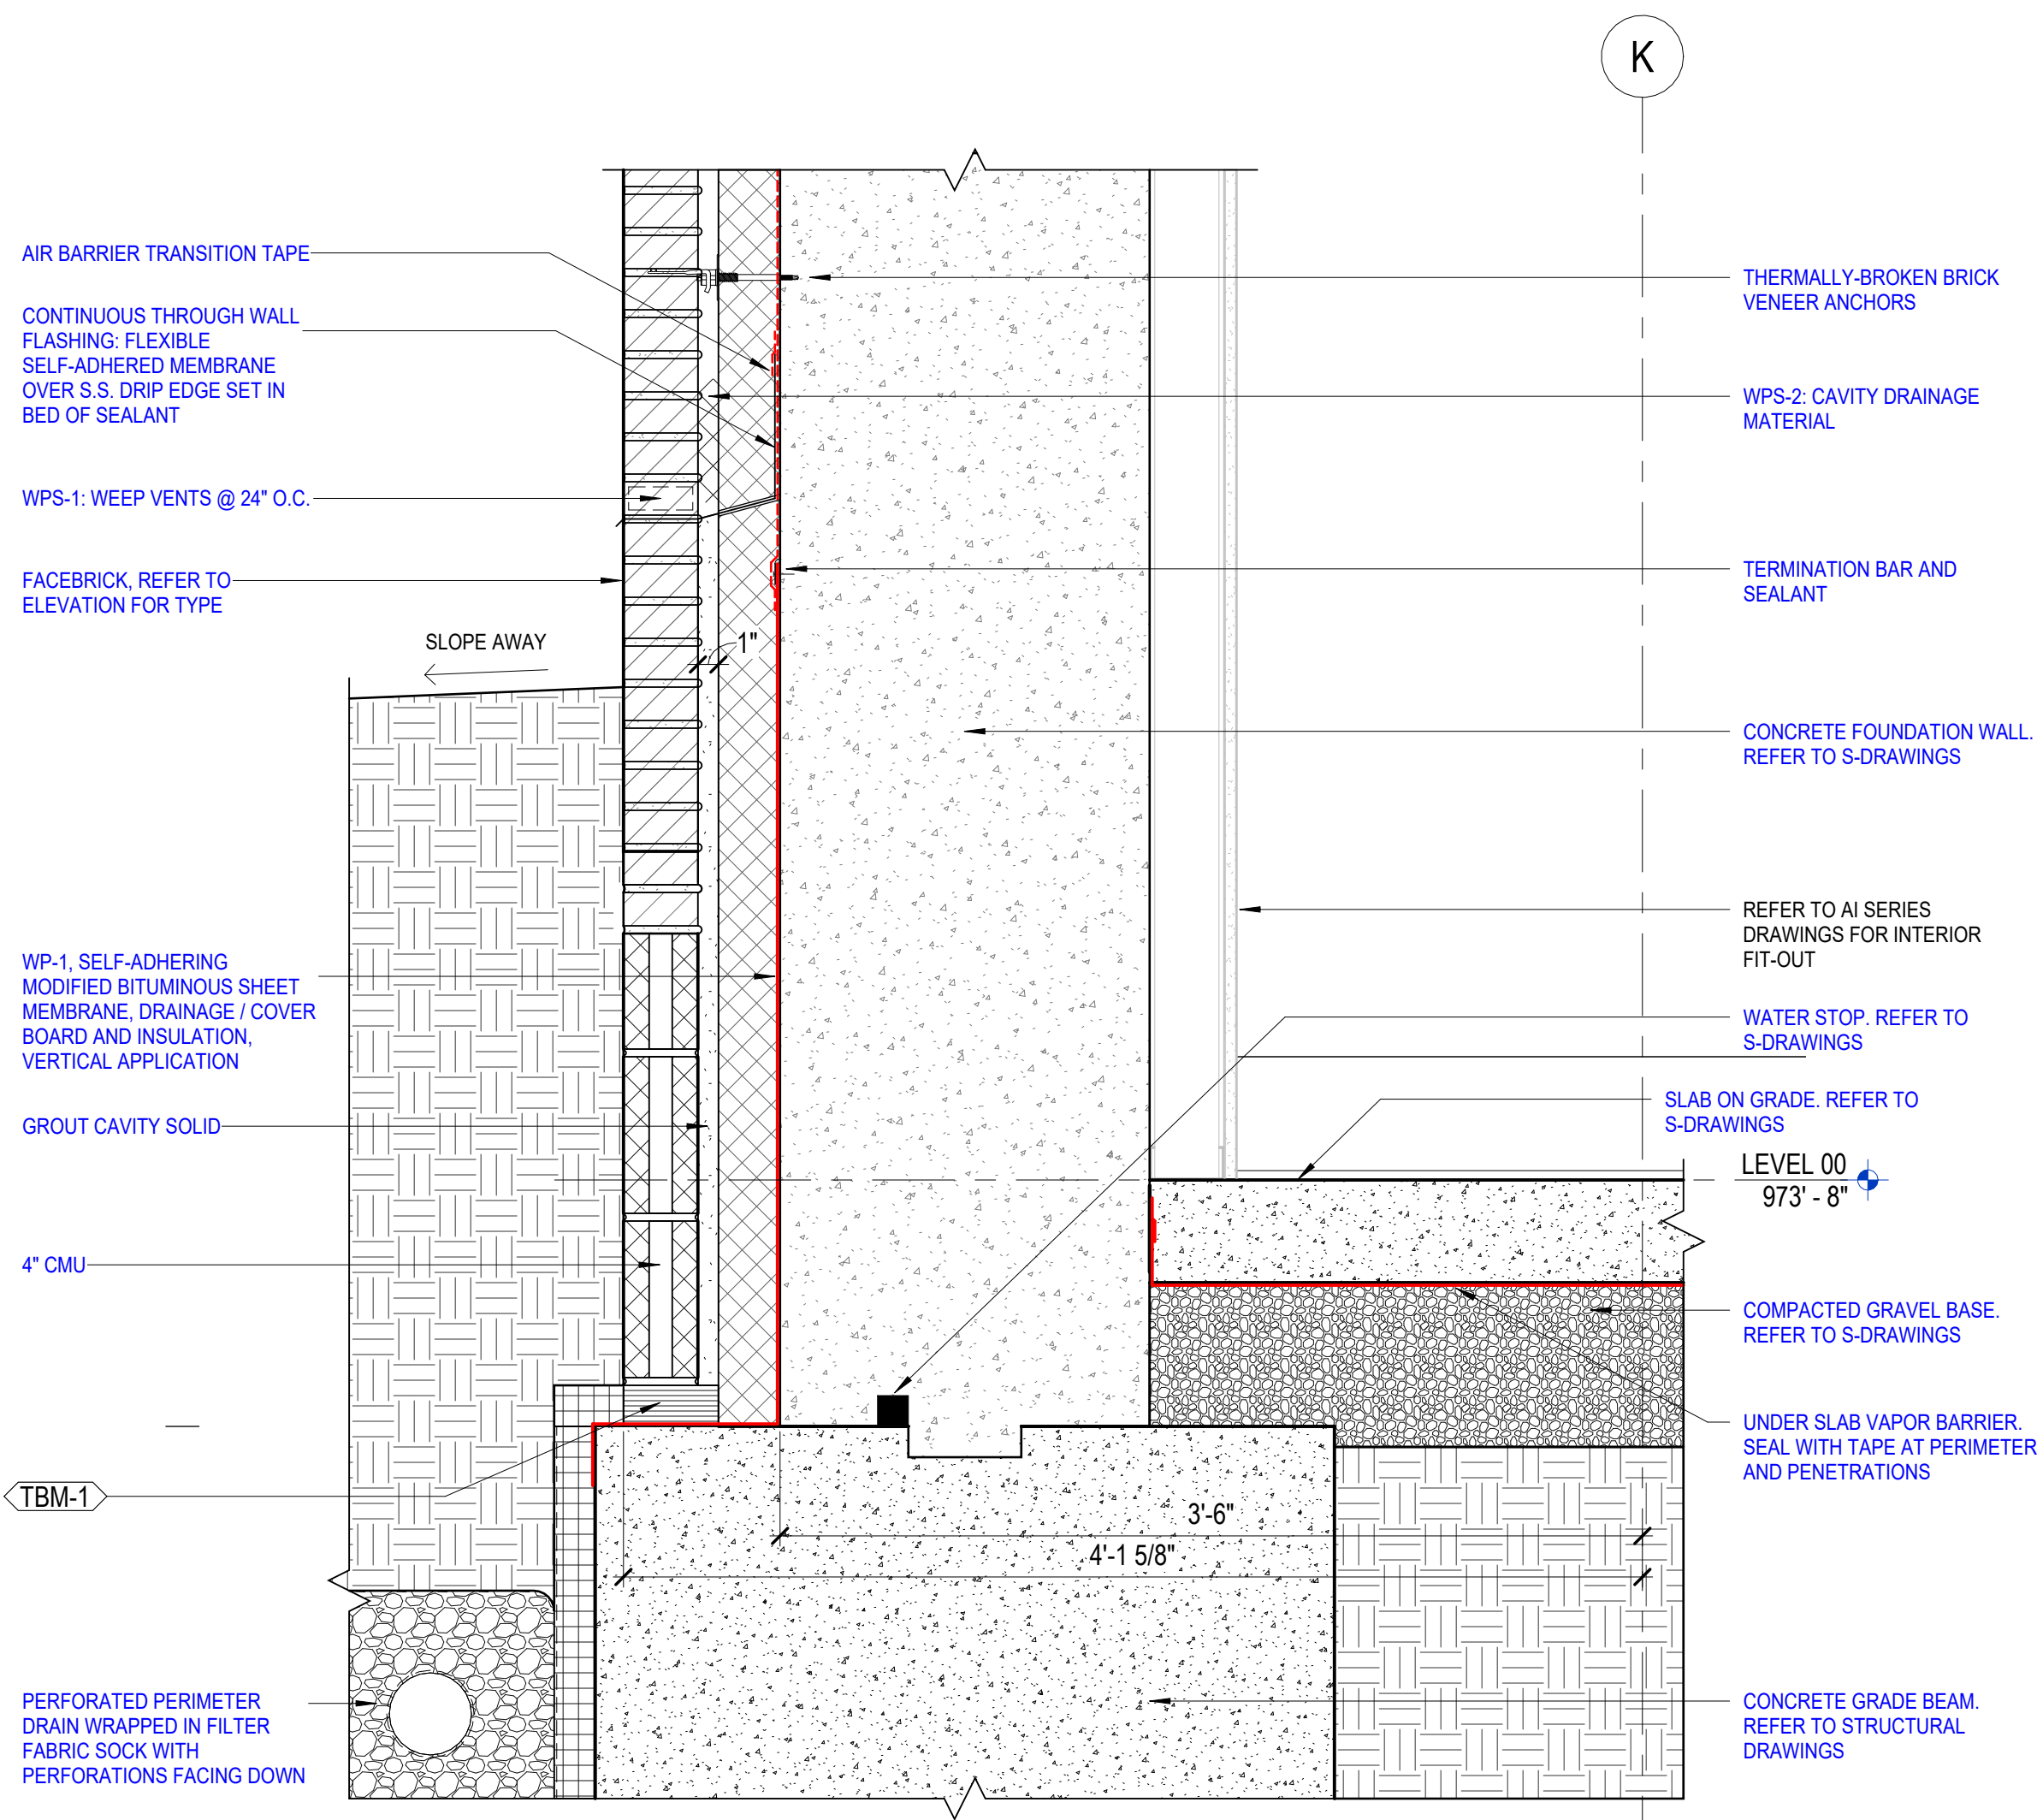 K
AIR BARRIER TRANSITION TAPE
CONTINUOUS THROUGH WALL
FLASHING: FLEXIBLE
SELF-ADHERED MEMBRANE
OVER S.S. DRIP EDGE SET IN
BED OF SEALANT
WPS-1: WEEP VENTS @ 24" O.C.
FACEBRICK, REFER TO
ELEVATION FOR TYPE
SLOPE AWAY
1"
WP-1, SELF-ADHERING
MODIFIED BITUMINOUS SHEET
MEMBRANE, DRAINAGE / COVER
BOARD AND INSULATION,
VERTICAL APPLICATION
GROUT CAVITY SOLID
4" CMU
TBM-1
PERFORATED PERIMETER
DRAIN WRAPPED IN FILTER
FABRIC SOCK WITH
PERFORATIONS FACING DOWN
3'-6"
4'-1 5/8"
THERMALLY-BROKEN BRICK
VENEER ANCHORS
WPS-2: CAVITY DRAINAGE
MATERIAL
TERMINATION BAR AND
SEALANT
CONCRETE FOUNDATION WALL.
REFER TO S-DRAWINGS
REFER TO AI SERIES
DRAWINGS FOR INTERIOR
FIT-OUT
WATER STOP. REFER TO
S-DRAWINGS
SLAB ON GRADE. REFER TO
S-DRAWINGS
LEVEL 00
973' - 8"
COMPACTED GRAVEL BASE.
REFER TO S-DRAWINGS
UNDER SLAB VAPOR BARRIER.
SEAL WITH TAPE AT PERIMETER
AND PENETRATIONS
CONCRETE GRADE BEAM.
REFER TO STRUCTURAL
DRAWINGS